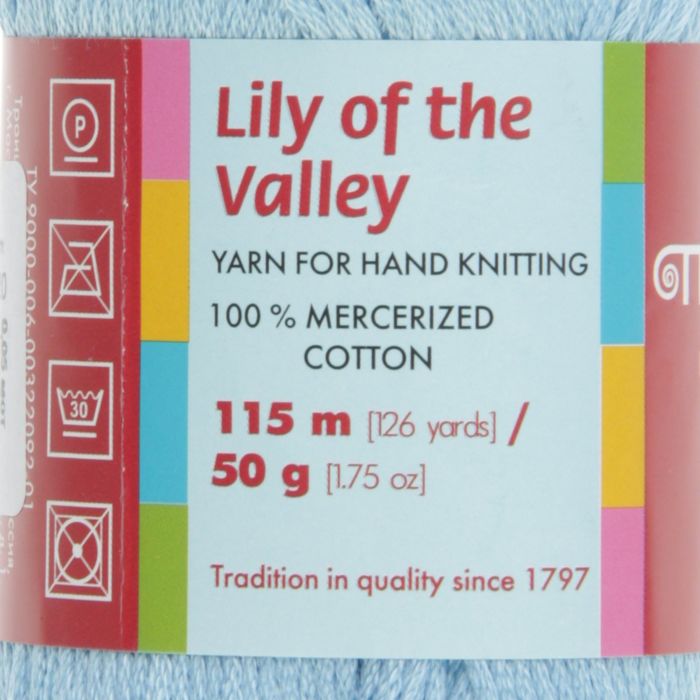 Lily of the
Valley
YARN FOR HAND KNITTING
100 % MERCERIZED
COTTON
115 m [126 yards] /
50 g [1.75 oz]
Tradition in quality since 1797
P
30